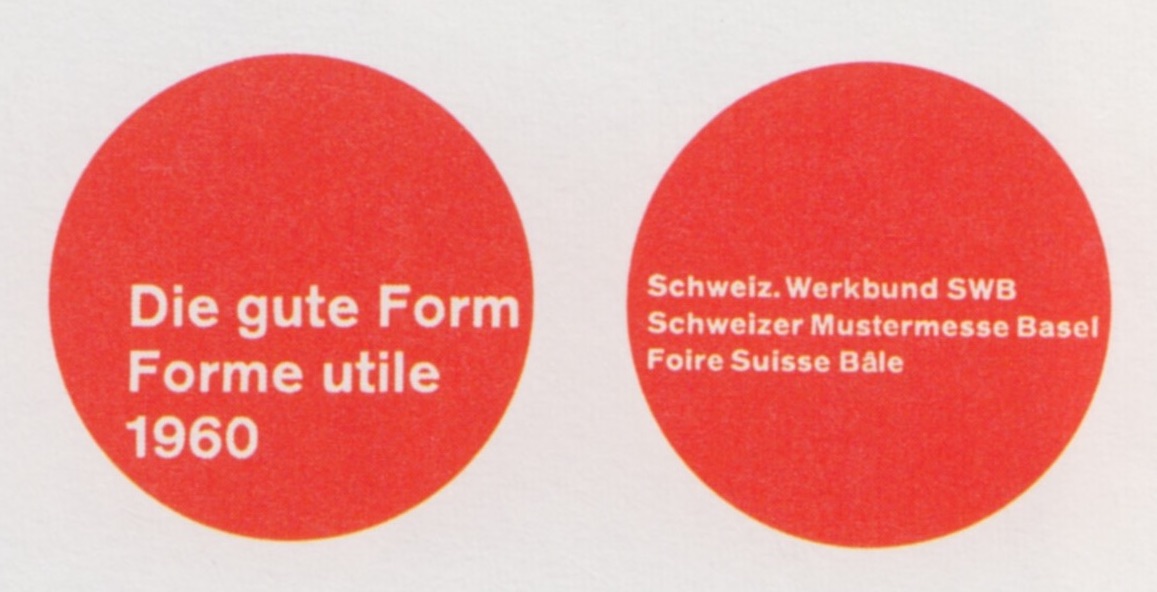 Die gute Form
Forme utile
1960
Schweiz. Werkbund SWB
Schweizer Mustermesse Basel
Foire Suisse Bâle